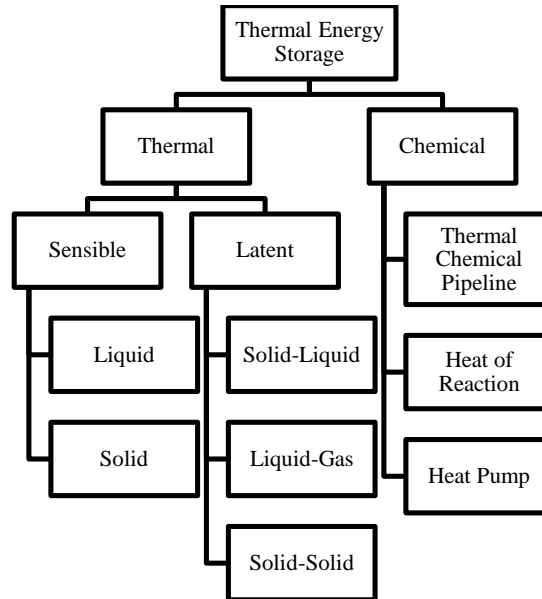 Thermal Energy
Storage
Thermal
Chemical
Sensible
Latent
Thermal
Chemical
Pipeline
Liquid
Solid-Liquid
Heat of
Reaction
Solid
Liquid-Gas
Heat Pump
Solid-Solid